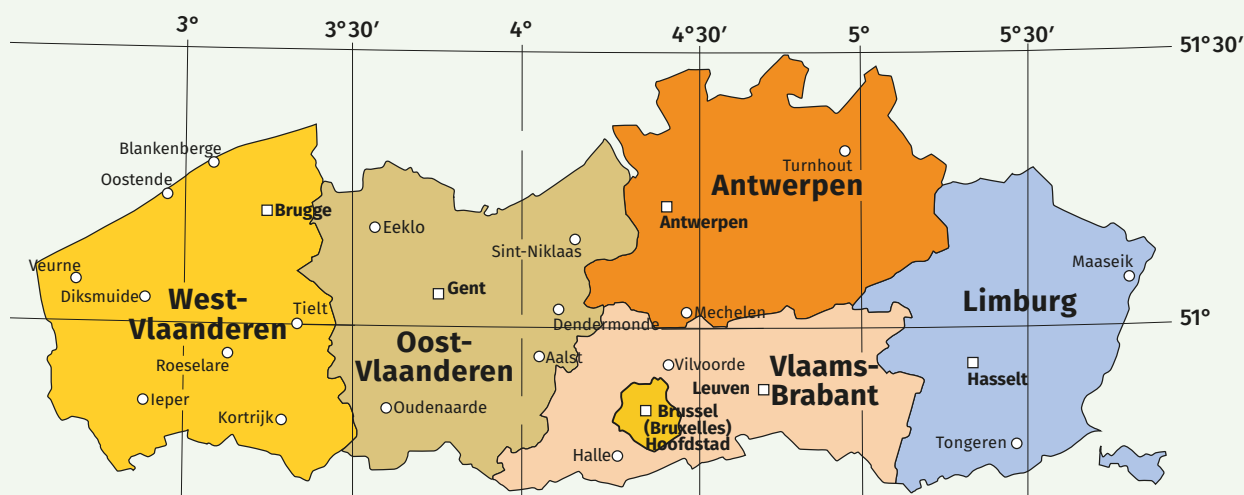 3°
3°30′
4°
4°30′
5°
5°30′
51°30′
Blankenberge
Oostende
Brugge
Veurne
Diksmuide
West-
Vlaanderen
Tielt
Roeselare
Ieper
Kortrijk
Eeklo
Sint-Niklaas
Gent
Dendermonde
Oost-
Vlaanderen
Aalst
Oudenaarde
Turnhout
Antwerpen
Antwerpen
Mechelen
Vilvoorde
Leuven
Vlaams-
Brabant
Brussel
(Bruxelles)
Hoofdstad
Halle
Maaseik
Limburg
51°
Hasselt
Tongeren